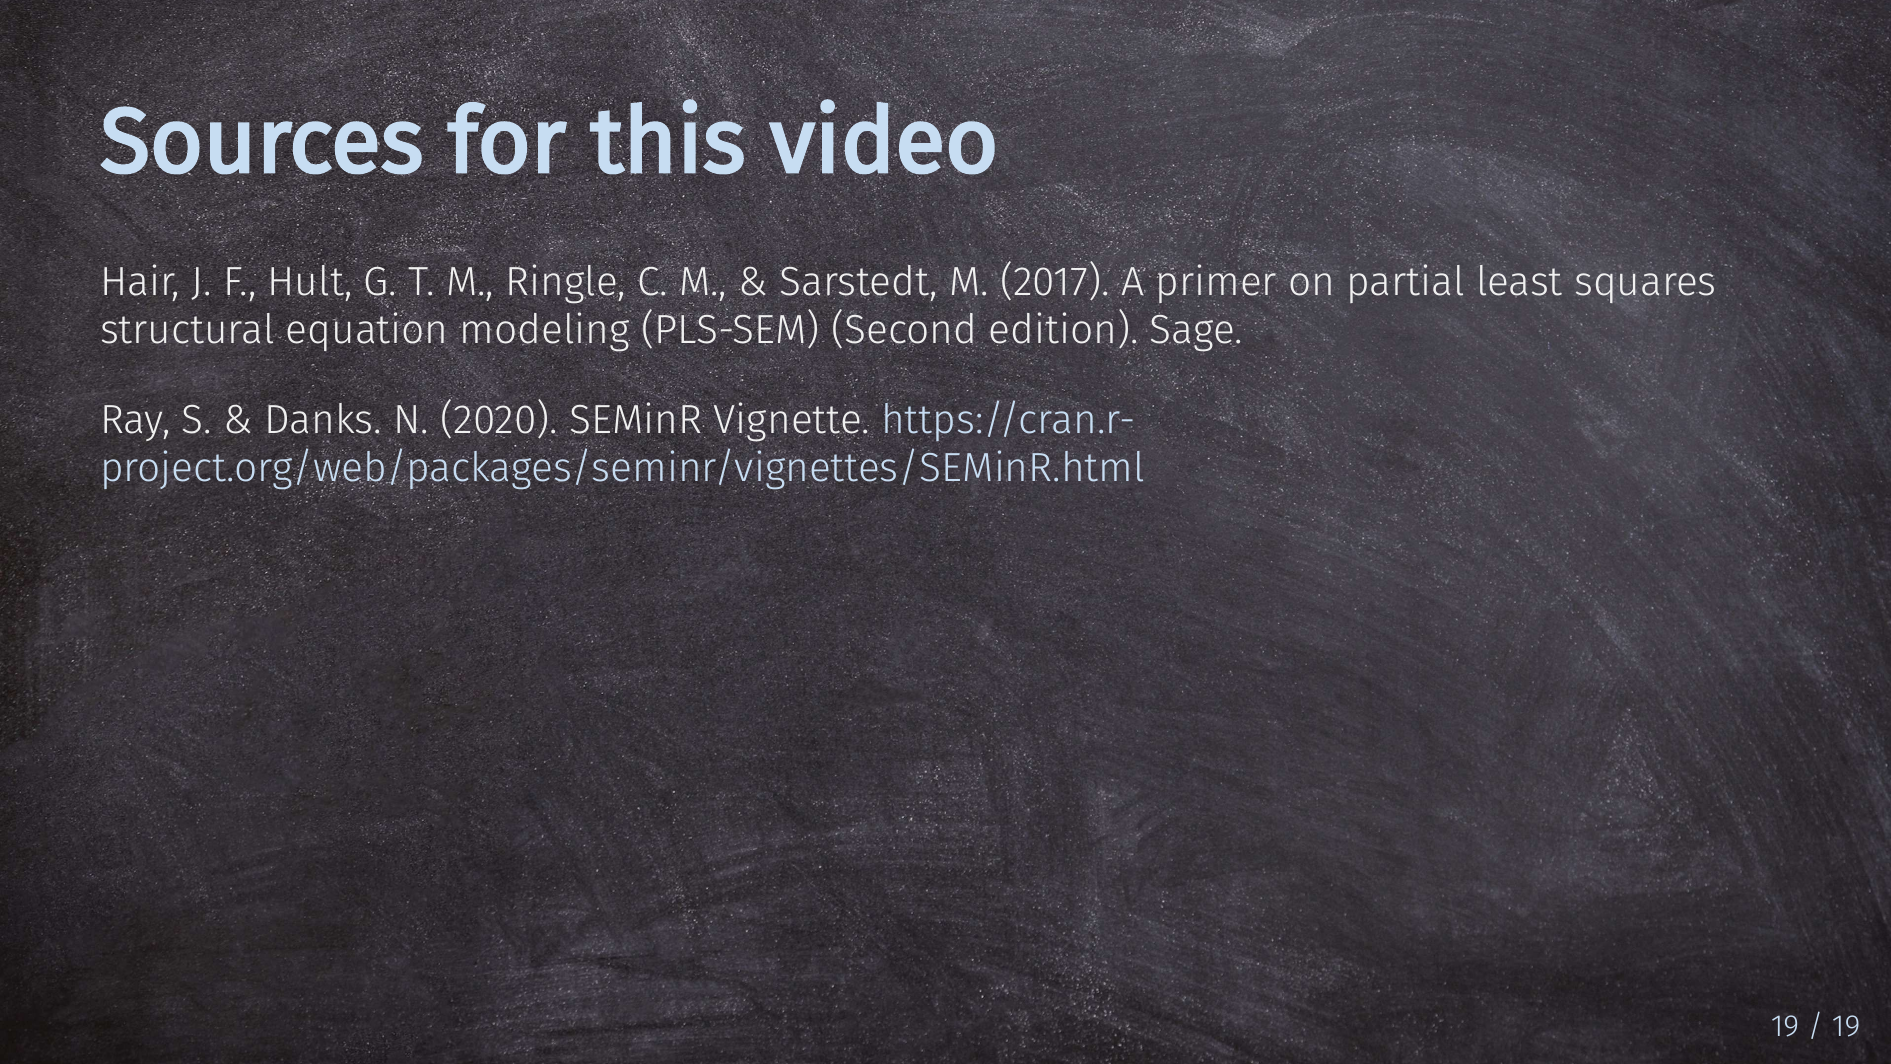 Sources for this video
Hair, J. F., Hult, G. T. M., Ringle, C. M., & Sarstedt, M. (2017). A primer on partial least squares
structural equation modeling (PLS-SEM) (Second edition). Sage.
Ray, S. & Danks. N. (2020). SEMinR Vignette. https://cran.r-
project.org/web/packages/seminr/vignettes/SEMinR.html
19 / 19